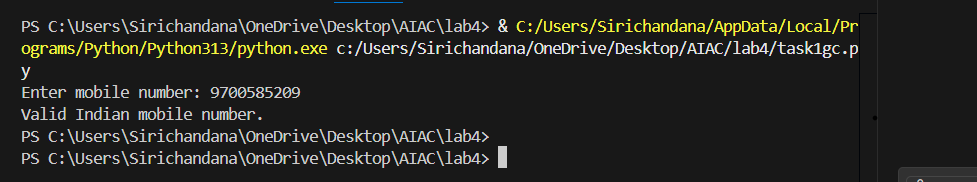 PS C:\Users\Sirichandana\OneDrive\Desktop\AIAC\lab4> & C:/Users/Sirichandana/AppData/Local/Pr
ograms/Python/Python313/python.exe c:/Users/Sirichandana/OneDrive/Desktop/AIAC/lab4/task1gc.p
y
Enter mobile number: 9700585209
Valid Indian mobile number.
PS C:\Users\Sirichandana\OneDrive\Desktop\AIAC\lab4>
PS C:\Users\Sirichandana\OneDrive\Desktop\AIAC\lab4>